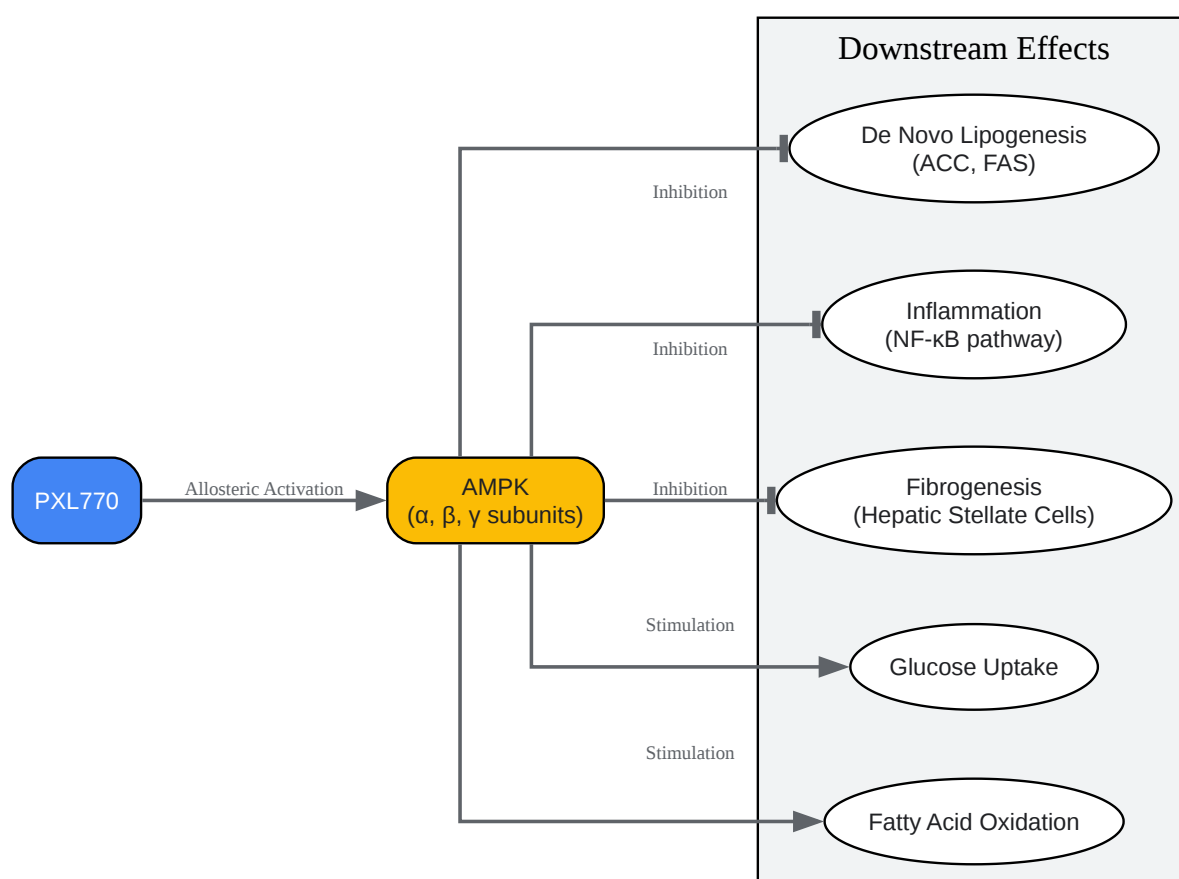 Downstream Effects
De Novo Lipogenesis
(ACC, FAS)
Inhibition
Inflammation
(NF-κB pathway)
Inhibition
PXL770
Allosteric Activation
AMPK
(α, β, γ subunits)
Inhibition
Fibrogenesis
(Hepatic Stellate Cells)
Stimulation
Glucose Uptake
Stimulation
Fatty Acid Oxidation